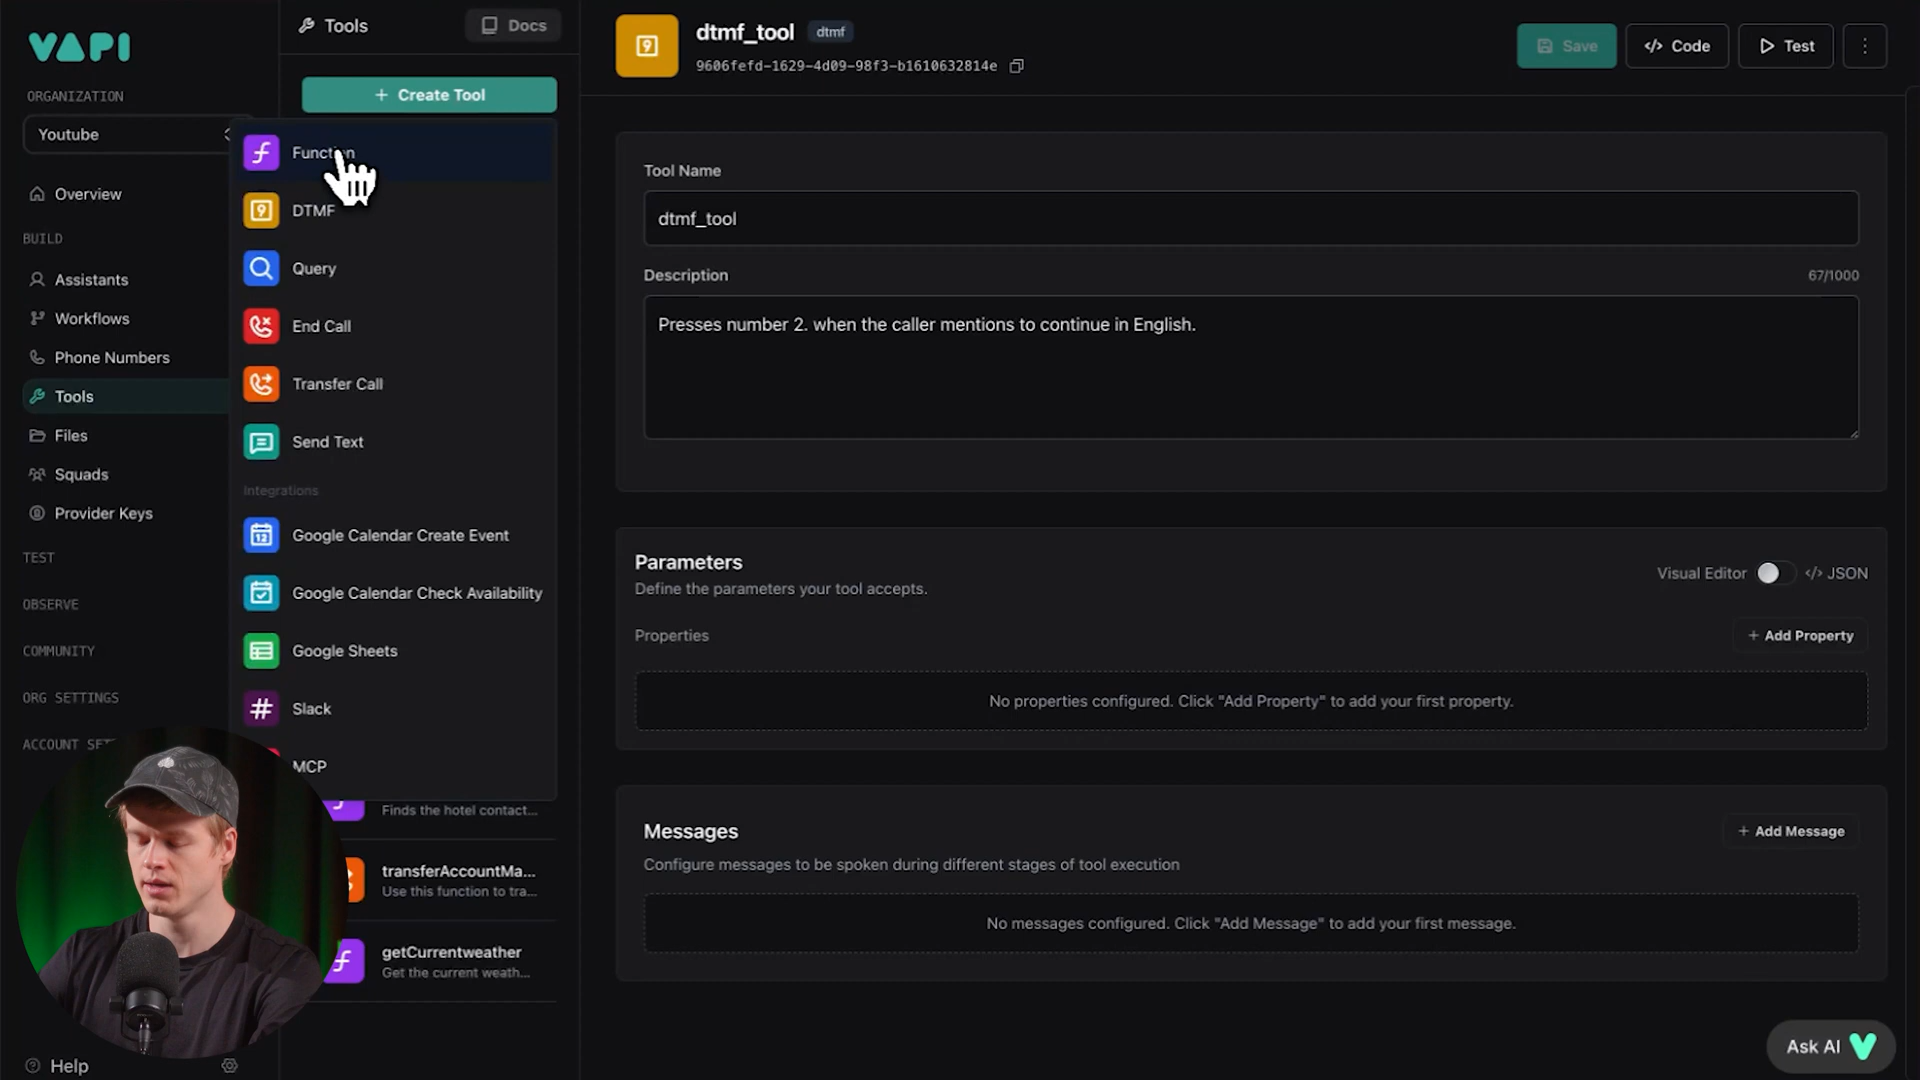 VAPI
ORGANIZATION
Youtube
Overview
BUILD
Assistants
Workflows
Phone Numbers
Tools
Files
Squads
Provider Keys
TEST
OBSERVE
COMMUNITY
ORG SETTINGS
ACCOUNT SET
Help
Tools
Docs
+ Create Tool
Function
DTMF
Query
End Call
Transfer Call
Send Text
Integrations
Google Calendar Create Event
Google Calendar Check Availability
Google Sheets
Slack
MCP
Finds the hotel contact...
transferAccountMa...
Use this function to tra...
getCurrentweather
Get the current weath...
dtmf_tool
dtmf
9606fefd-1629-4d09-98f3-b1610632814e
Save
</> Code
Test
Tool Name
dtmf_tool
Description
67/1000
Presses number 2. when the caller mentions to continue in English.
Parameters
Define the parameters your tool accepts.
Visual Editor
</> JSON
Properties
+ Add Property
No properties configured. Click "Add Property" to add your first property.
Messages
Configure messages to be spoken during different stages of tool execution
+ Add Message
No messages configured. Click "Add Message" to add your first message.
Ask AI